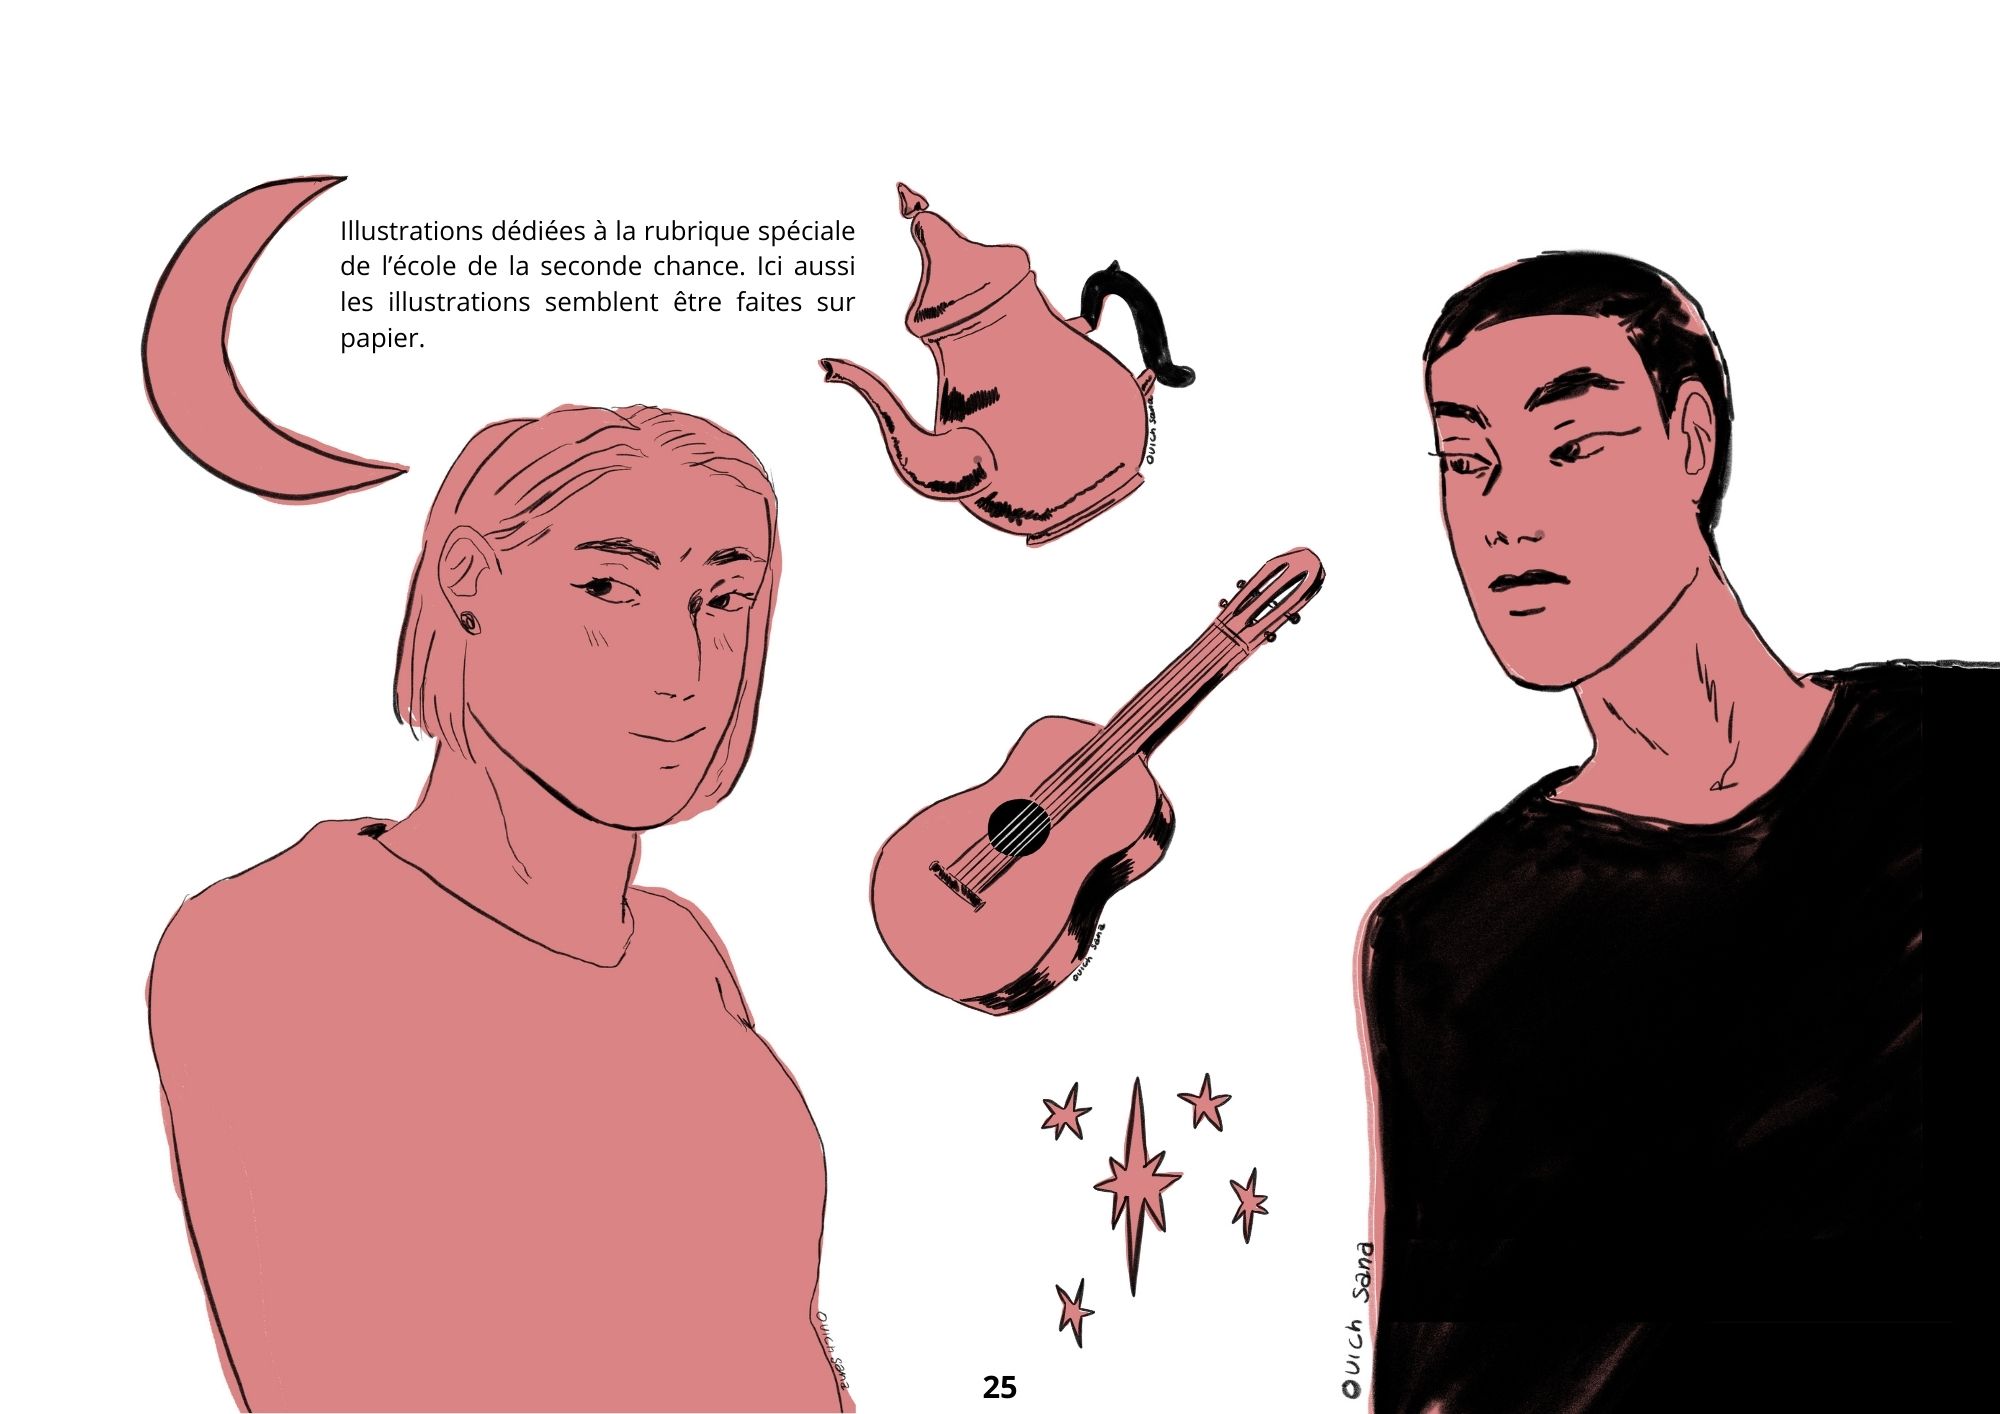 Illustrations dédiées à la rubrique spéciale
de l’école de la seconde chance. Ici aussi
les illustrations semblent être faites sur
papier.
ouich sana
ouich sana
ouich sana
ouich sana
25